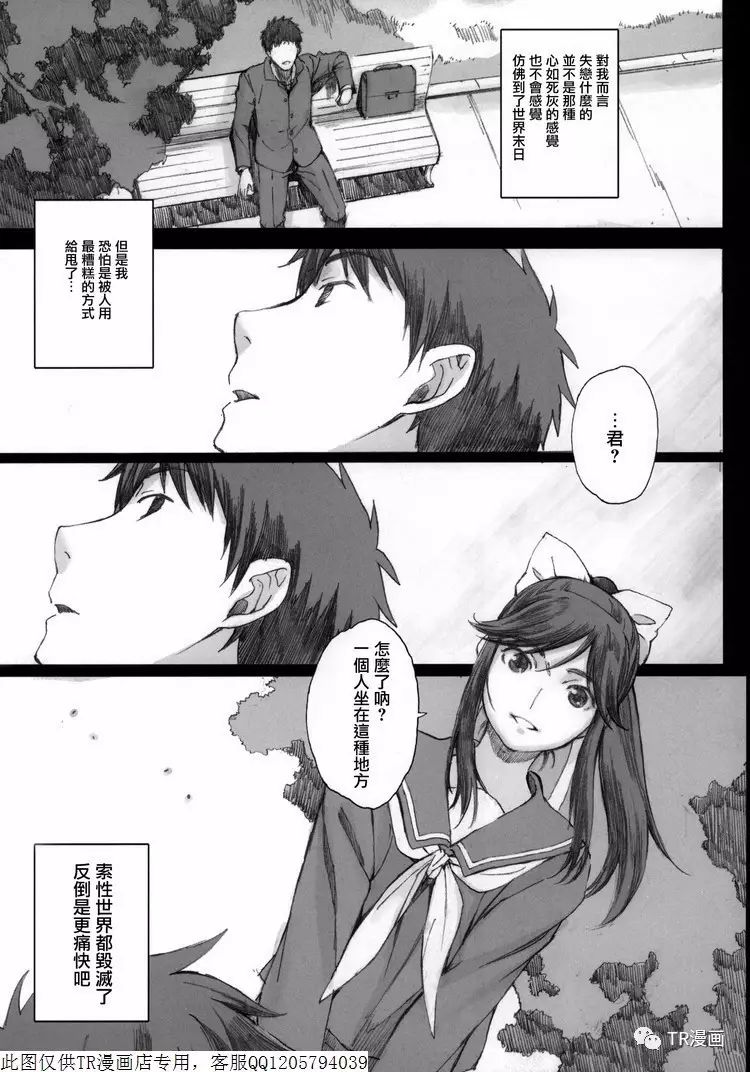 對我而言
失戀什麼的
並不是那種
心如死灰的感覺
也不會感覺
仿佛到了世界末日
但是我
恐怕是被人用
最糟糕的方式
給甩了…
…君？
怎麼了吶？
一個人坐在這種地方
索性世界都毀滅了
反倒是更痛快吧
TR漫画
此图仅供TR漫画店专用，客服QQ1205794039